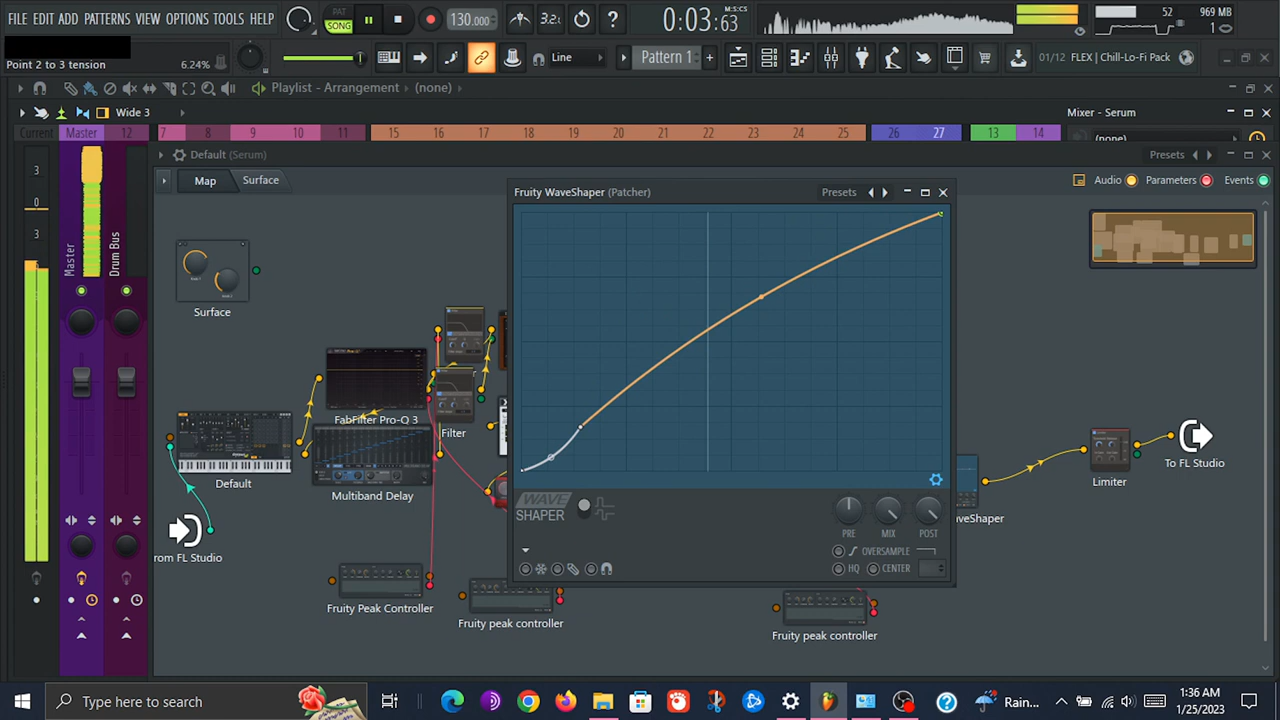 FILE EDIT ADD PATTERNS VIEW OPTIONS TOOLS HELP
PAT
SONG
130.000
3.2.
?
0:03:63
M:S:CS
52
969 MB
1
Point 2 to 3 tension
6.24%
Line
Pattern 1
+
01/12 FLEX | Chill-Lo-Fi Pack
Playlist - Arrangement
(none)
Wide 3
Mixer - Serum
Current
Master
12
7
8
9
10
11
15
16
17
18
19
20
21
22
23
24
25
26
27
13
14
(none)
Default (Serum)
Presets
Map
Surface
Audio
Parameters
Events
3
0
3
Master
Drum Bus
Surface
Fruity WaveShaper (Patcher)
Presets
FabFilter Pro-Q 3
Filter
Default
Multiband Delay
rom FL Studio
To FL Studio
Limiter
aveShaper
WAVE
SHAPER
PRE
MIX
POST
OVERSAMPLE
HQ
CENTER
Fruity Peak Controller
Fruity peak controller
Fruity peak controller
Type here to search
Rain...
1:36 AM
1/25/2023